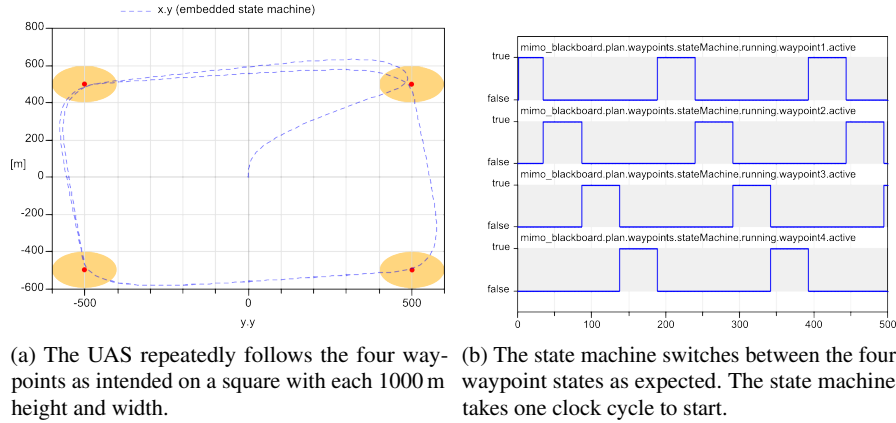 x.y (embedded state machine)
800
600
400
200
[m]
0
-200
-400
-600
-500
0
500
y.y
mimo_blackboard.plan.waypoints.stateMachine.running.waypoint1.active
true
false
mimo_blackboard.plan.waypoints.stateMachine.running.waypoint2.active
true
false
mimo_blackboard.plan.waypoints.stateMachine.running.waypoint3.active
true
false
mimo_blackboard.plan.waypoints.stateMachine.running.waypoint4.active
true
false
0
100
200
300
400
500
(a) The UAS repeatedly follows the four way-
points as intended on a square with each 1000 m
height and width.
(b) The state machine switches between the four
waypoint states as expected. The state machine
takes one clock cycle to start.